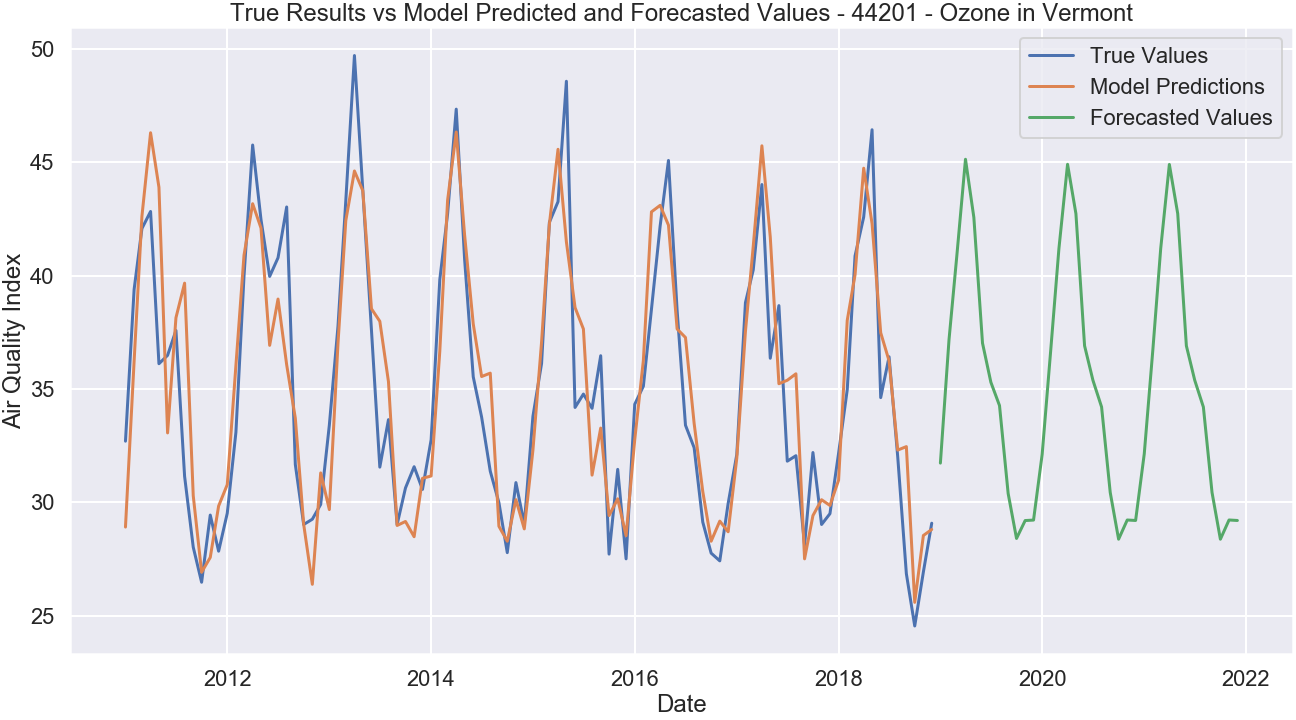 True Results vs Model Predicted and Forecasted Values - 44201 - Ozone in Vermont
True Values
Model Predictions
Forecasted Values
Air Quality Index
50
45
40
35
30
25
2012
2014
2016
2018
2020
2022
Date